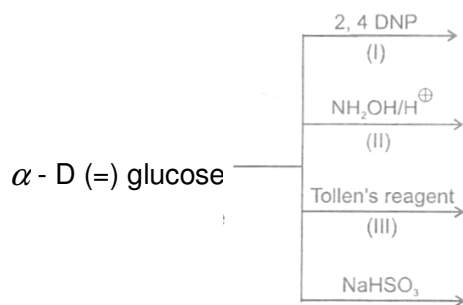 2, 4 DNP
(I)
NH₂OH/H⊕
(II)
α - D (=) glucose
Tollen's reagent
(III)
NaHSO₃